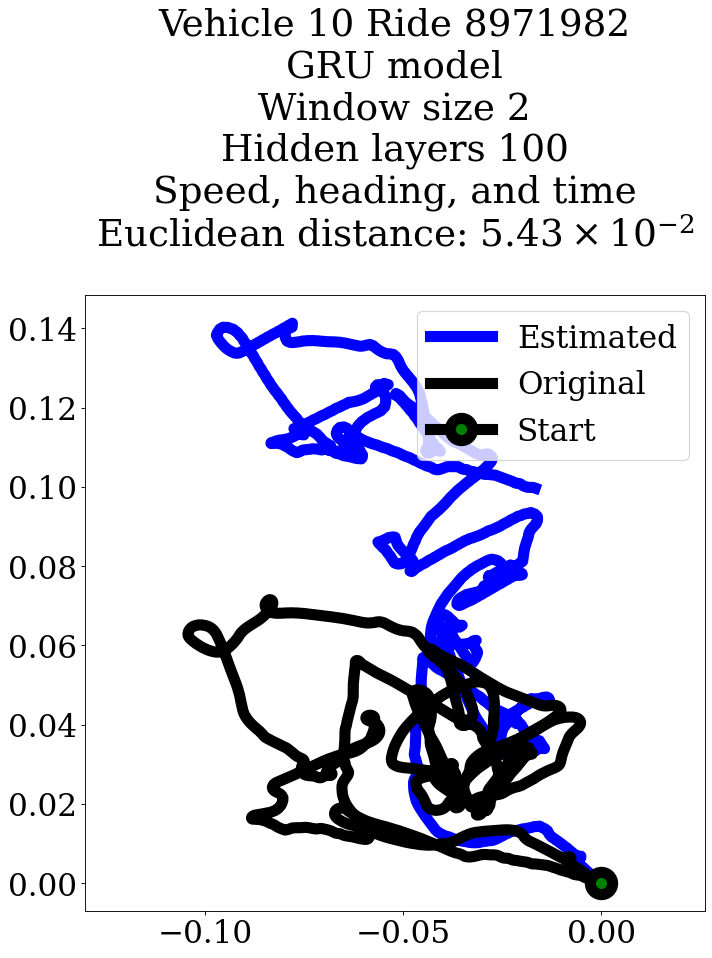 Vehicle 10 Ride 8971982
GRU model
Window size 2
Hidden layers 100
Speed, heading, and time
Euclidean distance: 5.43 × 10⁻²
Estimated
Original
Start
0.14
0.12
0.10
0.08
0.06
0.04
0.02
0.00
−0.10 −0.05 0.00